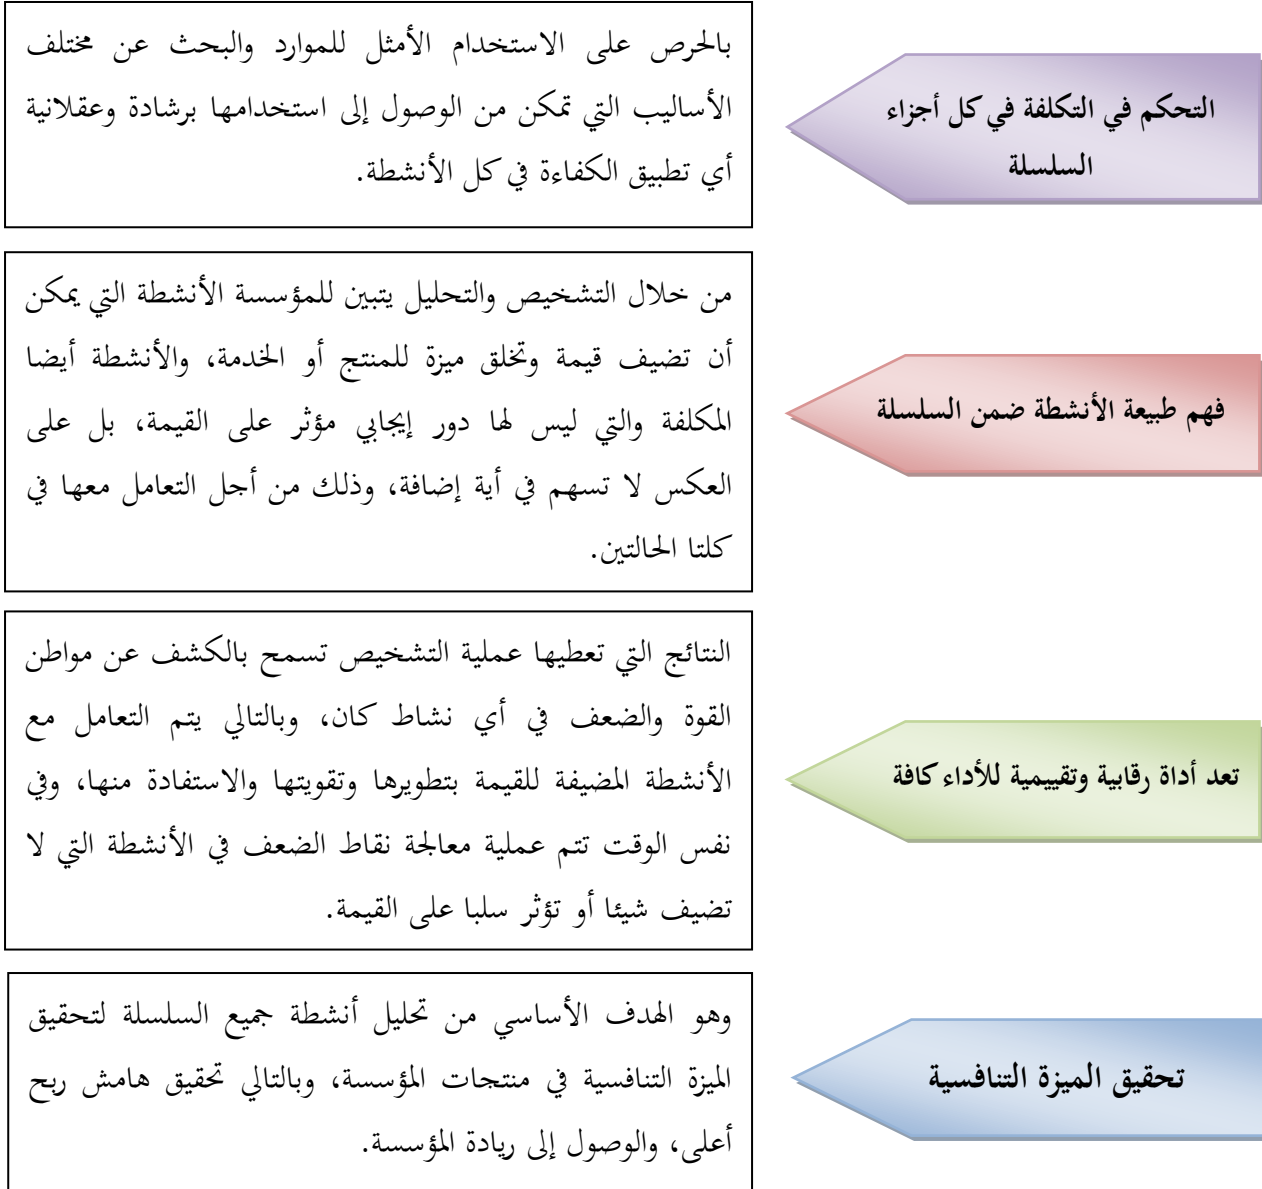 التحكم في التكلفة في كل أجزاء
السلسلة
بالحرص على الاستخدام الأمثل للموارد والبحث عن مختلف
الأساليب التي تمكن من الوصول إلى استخدامها برشادة وعقلانية
أي تطبيق الكفاءة في كل الأنشطة.
فهم طبيعة الأنشطة ضمن السلسلة
من خلال التشخيص والتحليل يتبين للمؤسسة الأنشطة التي يمكن
أن تضيف قيمة وتخلق ميزة للمنتج أو الخدمة، والأنشطة أيضا
المكلفة والتي ليس لها دور إيجابي مؤثر على القيمة، بل على
العكس لا تسهم في أية إضافة، وذلك من أجل التعامل معها في
كلتا الحالتين.
تعد أداة رقابية وتقييمية للأداء كافة
النتائج التي تعطيها عملية التشخيص تسمح بالكشف عن مواطن
القوة والضعف في أي نشاط كان، وبالتالي يتم التعامل مع
الأنشطة المضيفة للقيمة بتطويرها وتقويتها والاستفادة منها، وفي
نفس الوقت تتم عملية معالجة نقاط الضعف في الأنشطة التي لا
تضيف شيئا أو تؤثر سلبا على القيمة.
تحقيق الميزة التنافسية
وهو الهدف الأساسي من تحليل أنشطة جميع السلسلة لتحقيق
الميزة التنافسية في منتجات المؤسسة، وبالتالي تحقيق هامش ربح
أعلى، والوصول إلى ريادة المؤسسة.